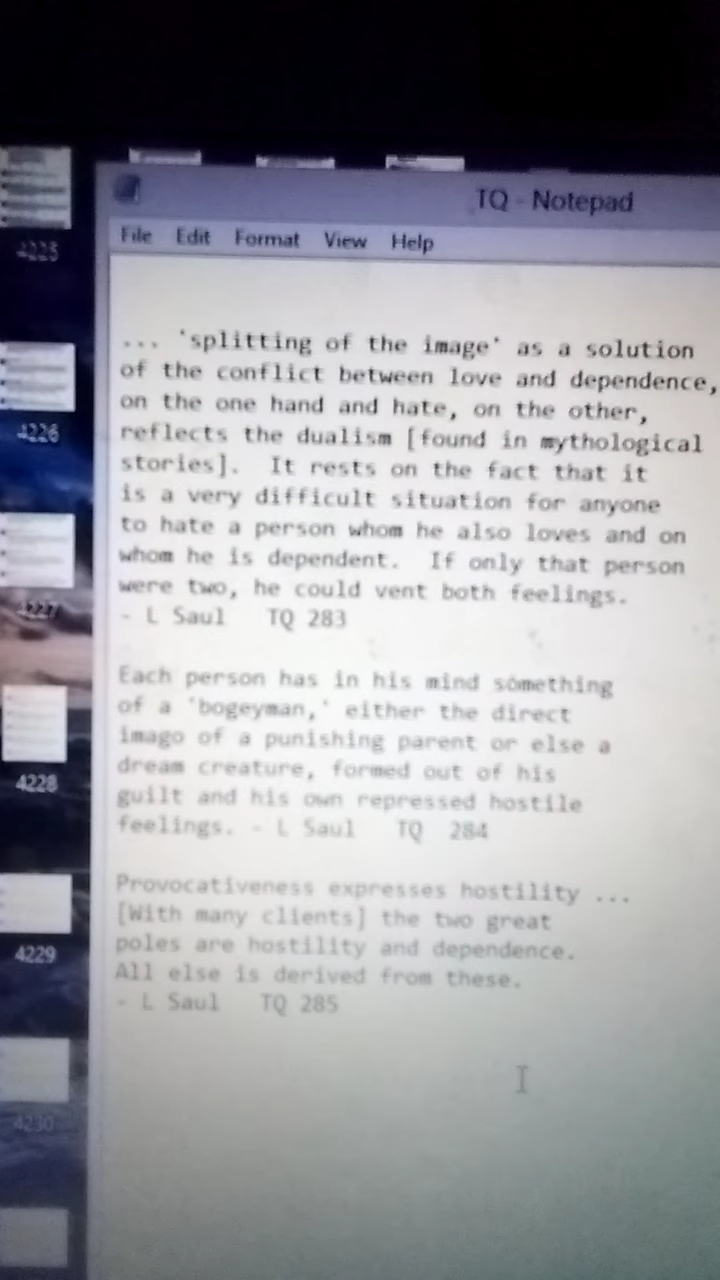 TQ - Notepad
File Edit Format View Help
... 'splitting of the image' as a solution
of the conflict between love and dependence,
on the one hand and hate, on the other,
reflects the dualism [found in mythological
stories].  It rests on the fact that it
is a very difficult situation for anyone
to hate a person whom he also loves and on
whom he is dependent.  If only that person
were two, he could vent both feelings.
- L Saul   TQ 283
Each person has in his mind something
of a 'bogeyman,' either the direct
imago of a punishing parent or else a
dream creature, formed out of his
guilt and his own repressed hostile
feelings. - L Saul   TQ  284
Provocativeness expresses hostility ...
[With many clients] the two great
poles are hostility and dependence.
All else is derived from these.
- L Saul   TQ 285
4225
4226
4227
4228
4229
4230